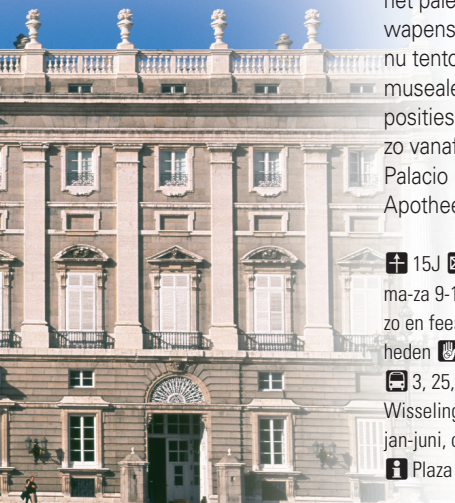 het pale
wapens
nu tento
museale
posities
zo vanaf
Palacio
Apothee
15J
ma-za 9-1
zo en fees
heden
3, 25,
Wisseling
jan-juni,
Plaza